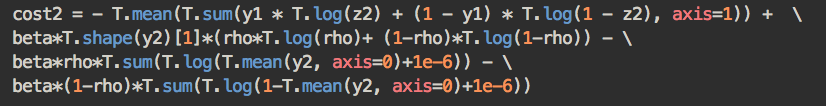 cost2 = - T.mean(T.sum(y1 * T.log(z2) + (1 - y1) * T.log(1 - z2), axis=1)) +  \
beta*T.shape(y2)[1]*(rho*T.log(rho)+ (1-rho)*T.log(1-rho)) - \
beta*rho*T.sum(T.log(T.mean(y2, axis=0)+1e-6)) - \
beta*(1-rho)*T.sum(T.log(1-T.mean(y2, axis=0)+1e-6))